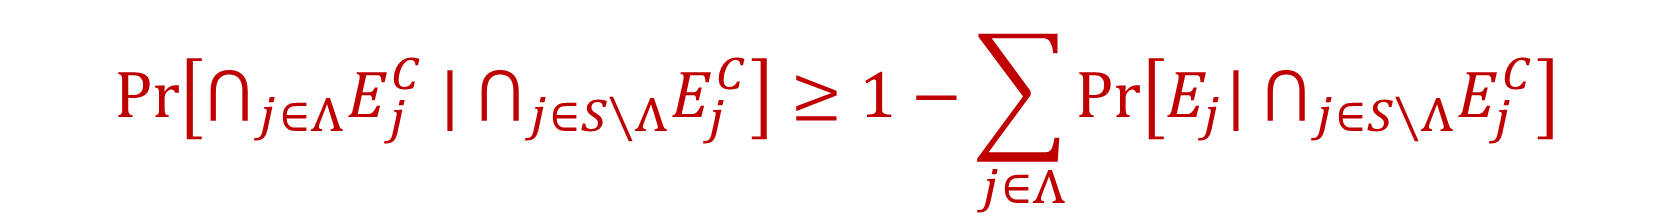 Pr[⋂_{j∈Λ} E_j^C | ⋂_{j∈S\Λ} E_j^C] ≥ 1 − ∑_{j∈Λ} Pr[E_j | ⋂_{j∈S\Λ} E_j^C]